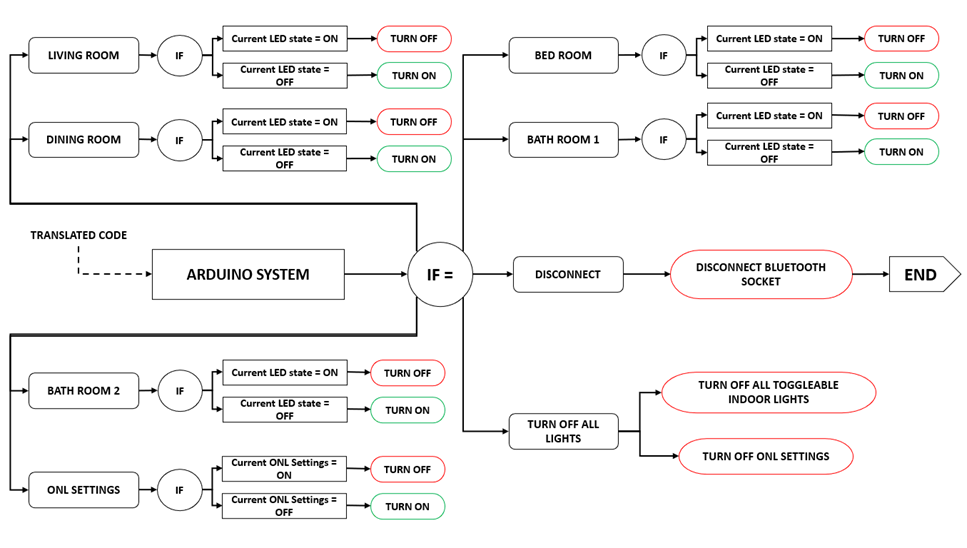 LIVING ROOM
IF
Current LED state = ON
TURN OFF
Current LED state =
OFF
TURN ON
DINING ROOM
IF
Current LED state = ON
TURN OFF
Current LED state =
OFF
TURN ON
BED ROOM
IF
Current LED state = ON
TURN OFF
Current LED state =
OFF
TURN ON
BATH ROOM 1
IF
Current LED state = ON
TURN OFF
Current LED state =
OFF
TURN ON
TRANSLATED CODE
ARDUINO SYSTEM
IF =
DISCONNECT
DISCONNECT BLUETOOTH
SOCKET
END
BATH ROOM 2
IF
Current LED state = ON
TURN OFF
Current LED state =
OFF
TURN ON
ONL SETTINGS
IF
Current ONL Settings =
ON
TURN OFF
Current ONL Settings =
OFF
TURN ON
TURN OFF ALL
LIGHTS
TURN OFF ALL TOGGLEABLE
INDOOR LIGHTS
TURN OFF ONL SETTINGS